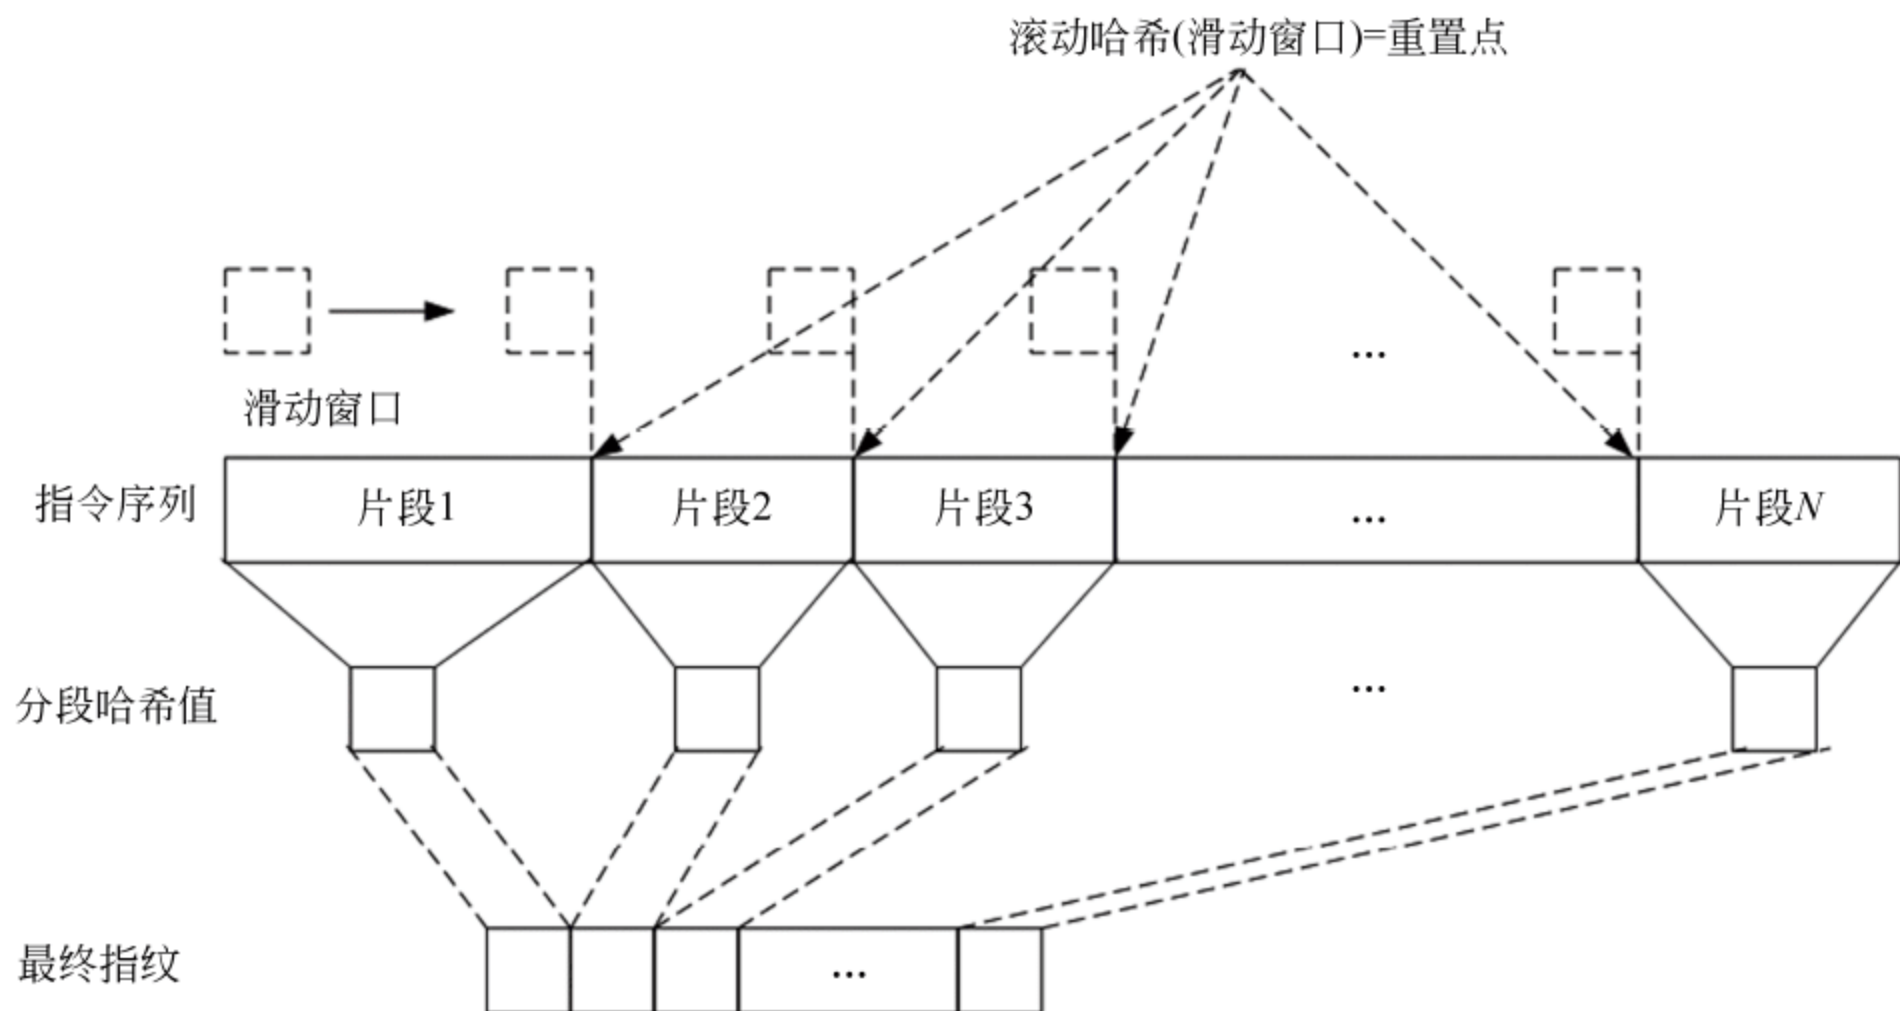 滚动哈希(滑动窗口)=重置点
...
滑动窗口
指令序列 片段1 片段2 片段3 ... 片段N
分段哈希值 ...
最终指纹 ...